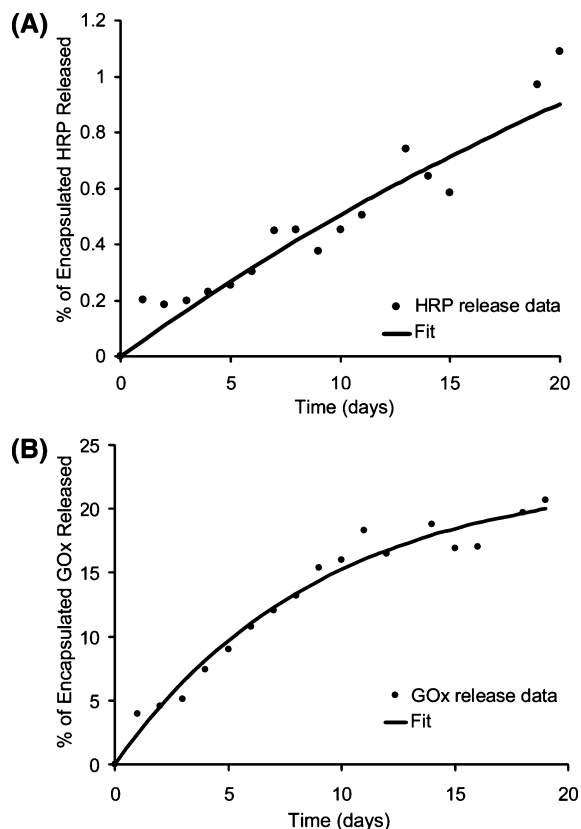 (A)
% of Encapsulated HRP Released
1.2
1
0.8
0.6
0.4
0.2
0
HRP release data
Fit
0 5 10 15 20
Time (days)
(B)
% of Encapsulated GOx Released
25
20
15
10
5
0
GOx release data
Fit
0 5 10 15 20
Time (days)